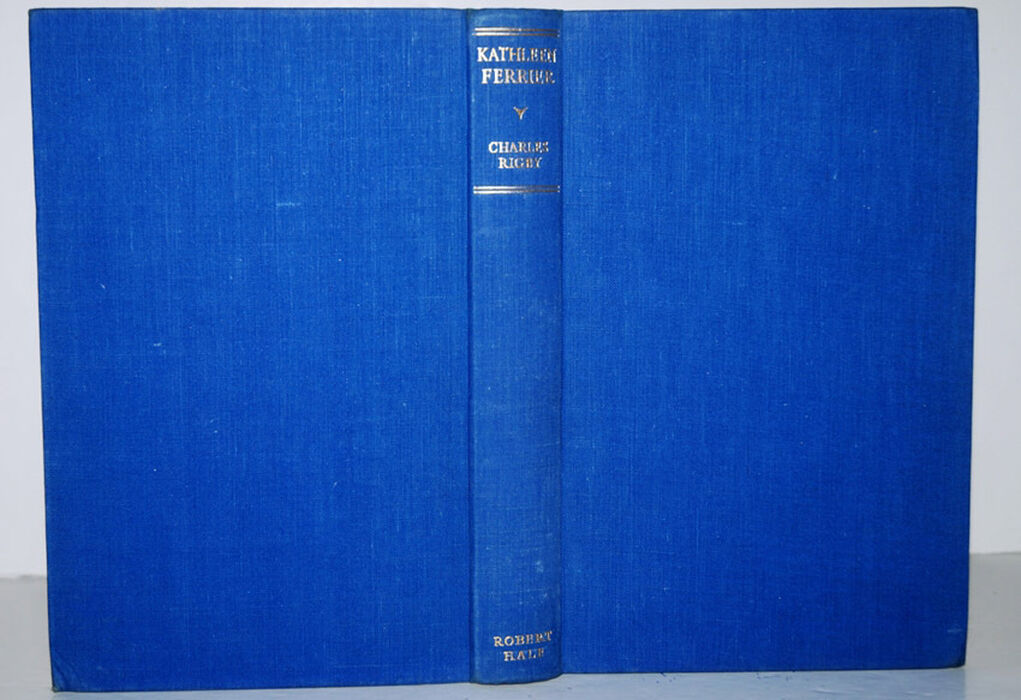 KATHLEEN
FERRIER
CHARLES
RIGBY
ROBERT
HALE